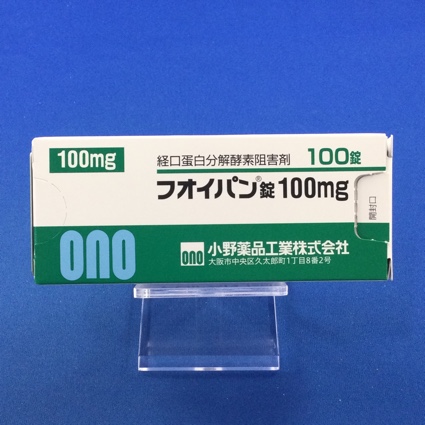 100mg
経口蛋白分解酵素阻害剤 100錠
フオイパン®錠100mg
開封口
ono
ono 小野薬品工業株式会社
大阪市中央区久太郎町1丁目8番2号